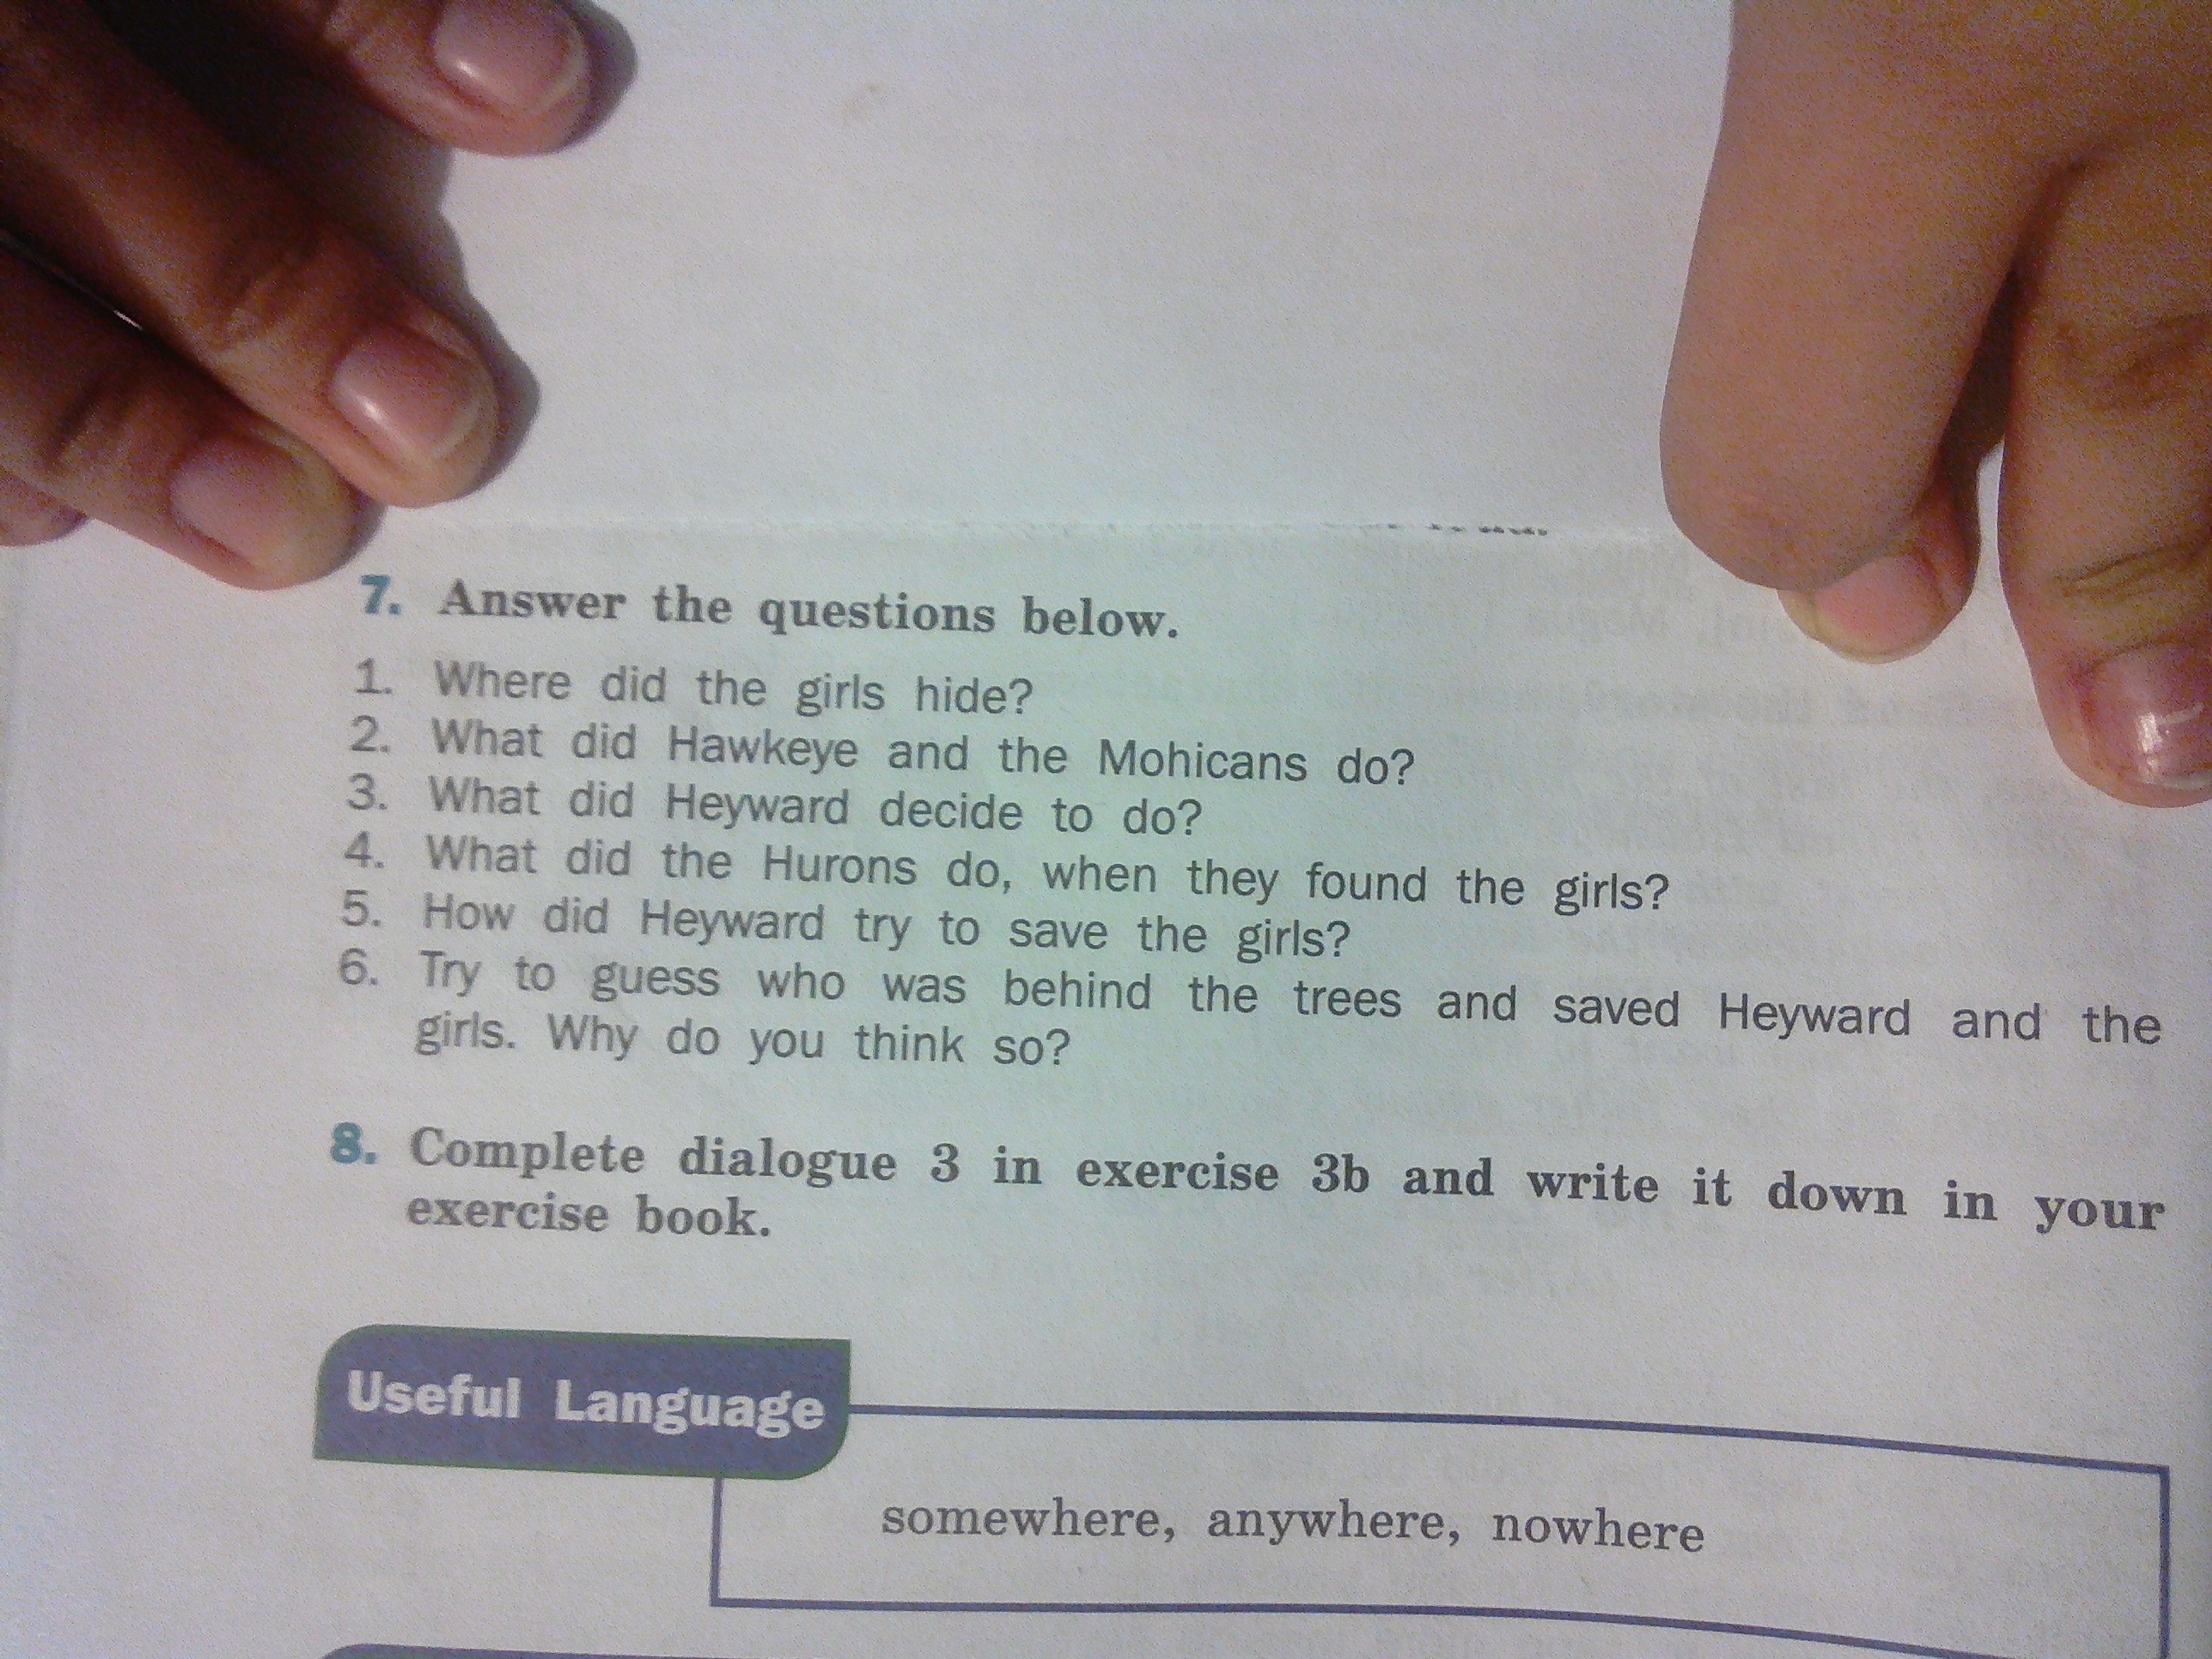 7. Answer the questions below.
1. Where did the girls hide?
2. What did Hawkeye and the Mohicans do?
3. What did Heyward decide to do?
4. What did the Hurons do, when they found the girls?
5. How did Heyward try to save the girls?
6. Try to guess who was behind the trees and saved Heyward and the
girls. Why do you think so?
8. Complete dialogue 3 in exercise 3b and write it down in your
exercise book.
Useful Language
somewhere, anywhere, nowhere